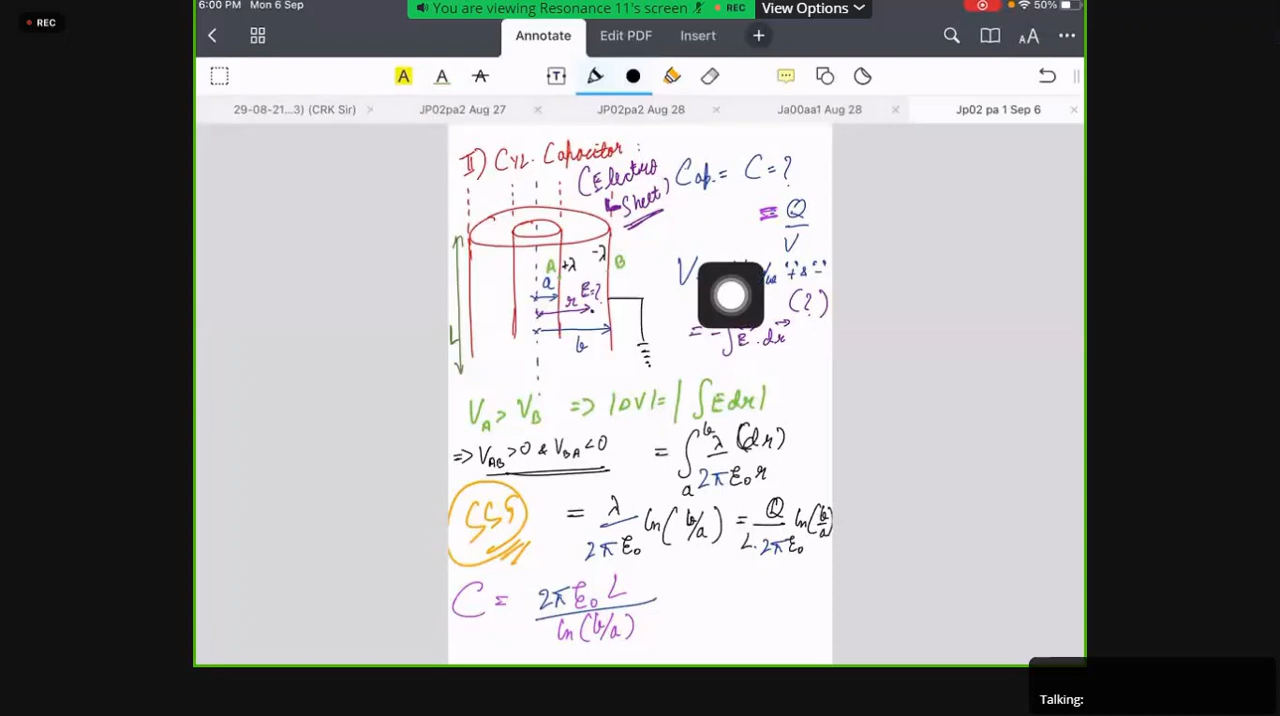 6:00 PM Mon 6 Sep
You are viewing Resonance 11's screen
REC
View Options
50%
REC
Annotate
Edit PDF
Insert
29-08-21...3) (CRK Sir)
JP02pa2 Aug 27
JP02pa2 Aug 28
Ja00aa1 Aug 28
Jp02 pa 1 Sep 6
II) Cyl. Capacitor :
(Electro
Sheet)
Cap. = C = ?
= Q/V
V
"+" & "-"
(?)
= - ∫ E⃗ . dr⃗
A +λ -λ B
a
r E=?
b
L
V_A > V_B => |ΔV| = | ∫ E dr |
=> V_AB > 0 & V_BA < 0
= ∫_a^b λ/(2πε₀r) (dr)
= λ/(2πε₀) ln(b/a) = Q/(L.2πε₀) ln(b/a)
C = 2πε₀L / ln(b/a)
Talking: